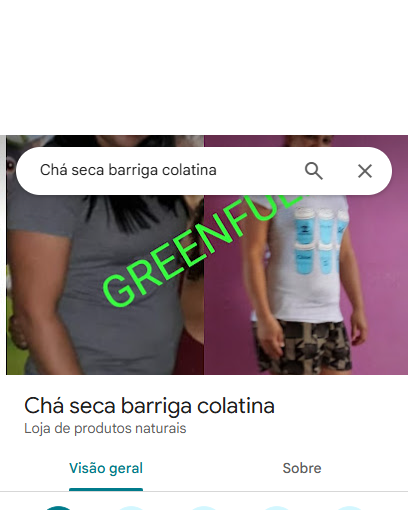 Chá seca barriga colatina
GREENFUL
Chá seca barriga colatina
Loja de produtos naturais
Visão geral
Sobre